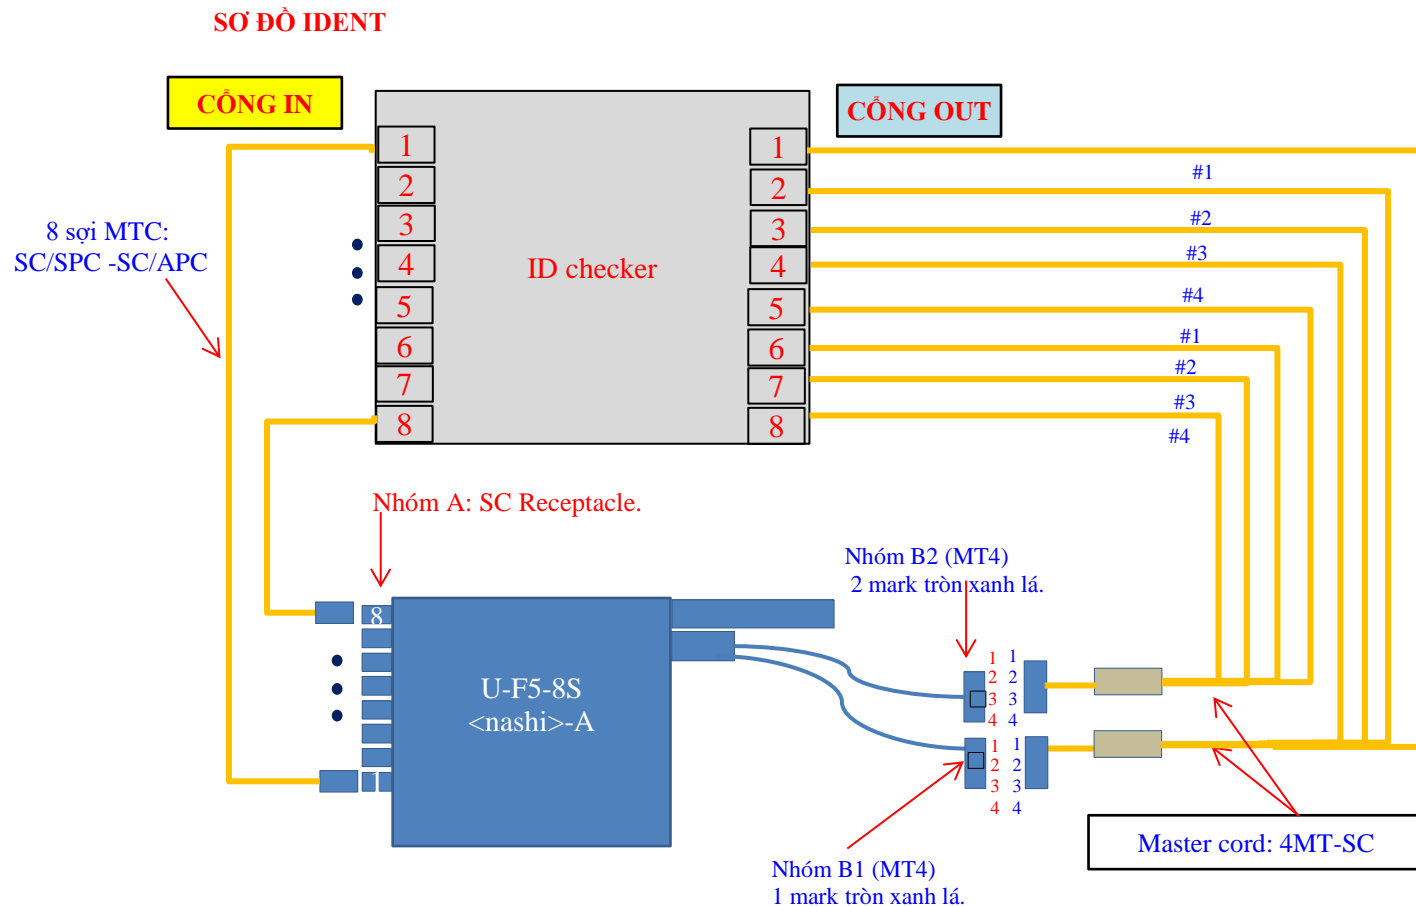 SƠ ĐỒ IDENT
CỔNG IN
CỔNG OUT
1
2
3
4
5
6
7
8
ID checker
1
2
3
4
5
6
7
8
#1
#2
#3
#4
#1
#2
#3
#4
8 sợi MTC:
SC/SPC -SC/APC
Nhóm A: SC Receptacle.
8
1
U-F5-8S
<nashi>-A
Nhóm B2 (MT4)
2 mark tròn xanh lá.
1 1
2 2
3 3
4 4
1 1
2 2
3 3
4 4
Master cord: 4MT-SC
Nhóm B1 (MT4)
1 mark tròn xanh lá.